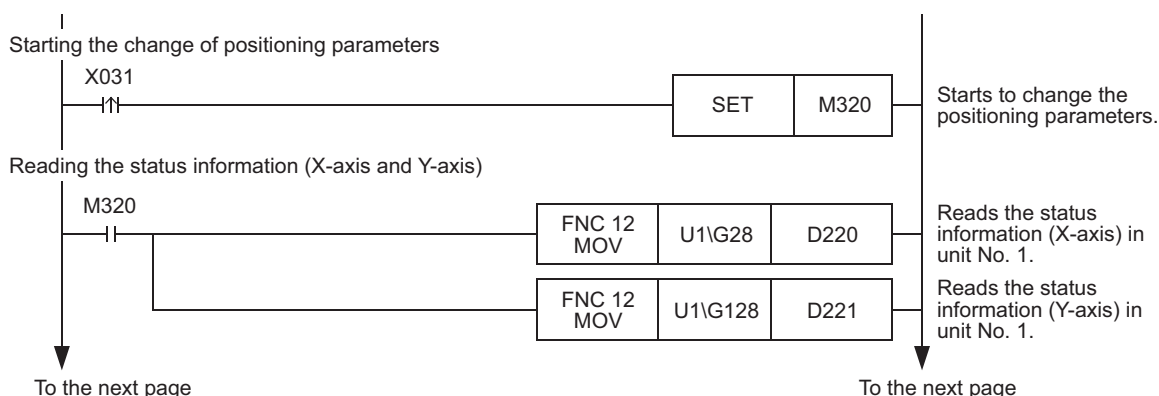 Starting the change of positioning parameters
X031
SET M320
Starts to change the
positioning parameters.
Reading the status information (X-axis and Y-axis)
M320
FNC 12
MOV
U1\G28
D220
Reads the status
information (X-axis) in
unit No. 1.
FNC 12
MOV
U1\G128
D221
Reads the status
information (Y-axis) in
unit No. 1.
To the next page
To the next page